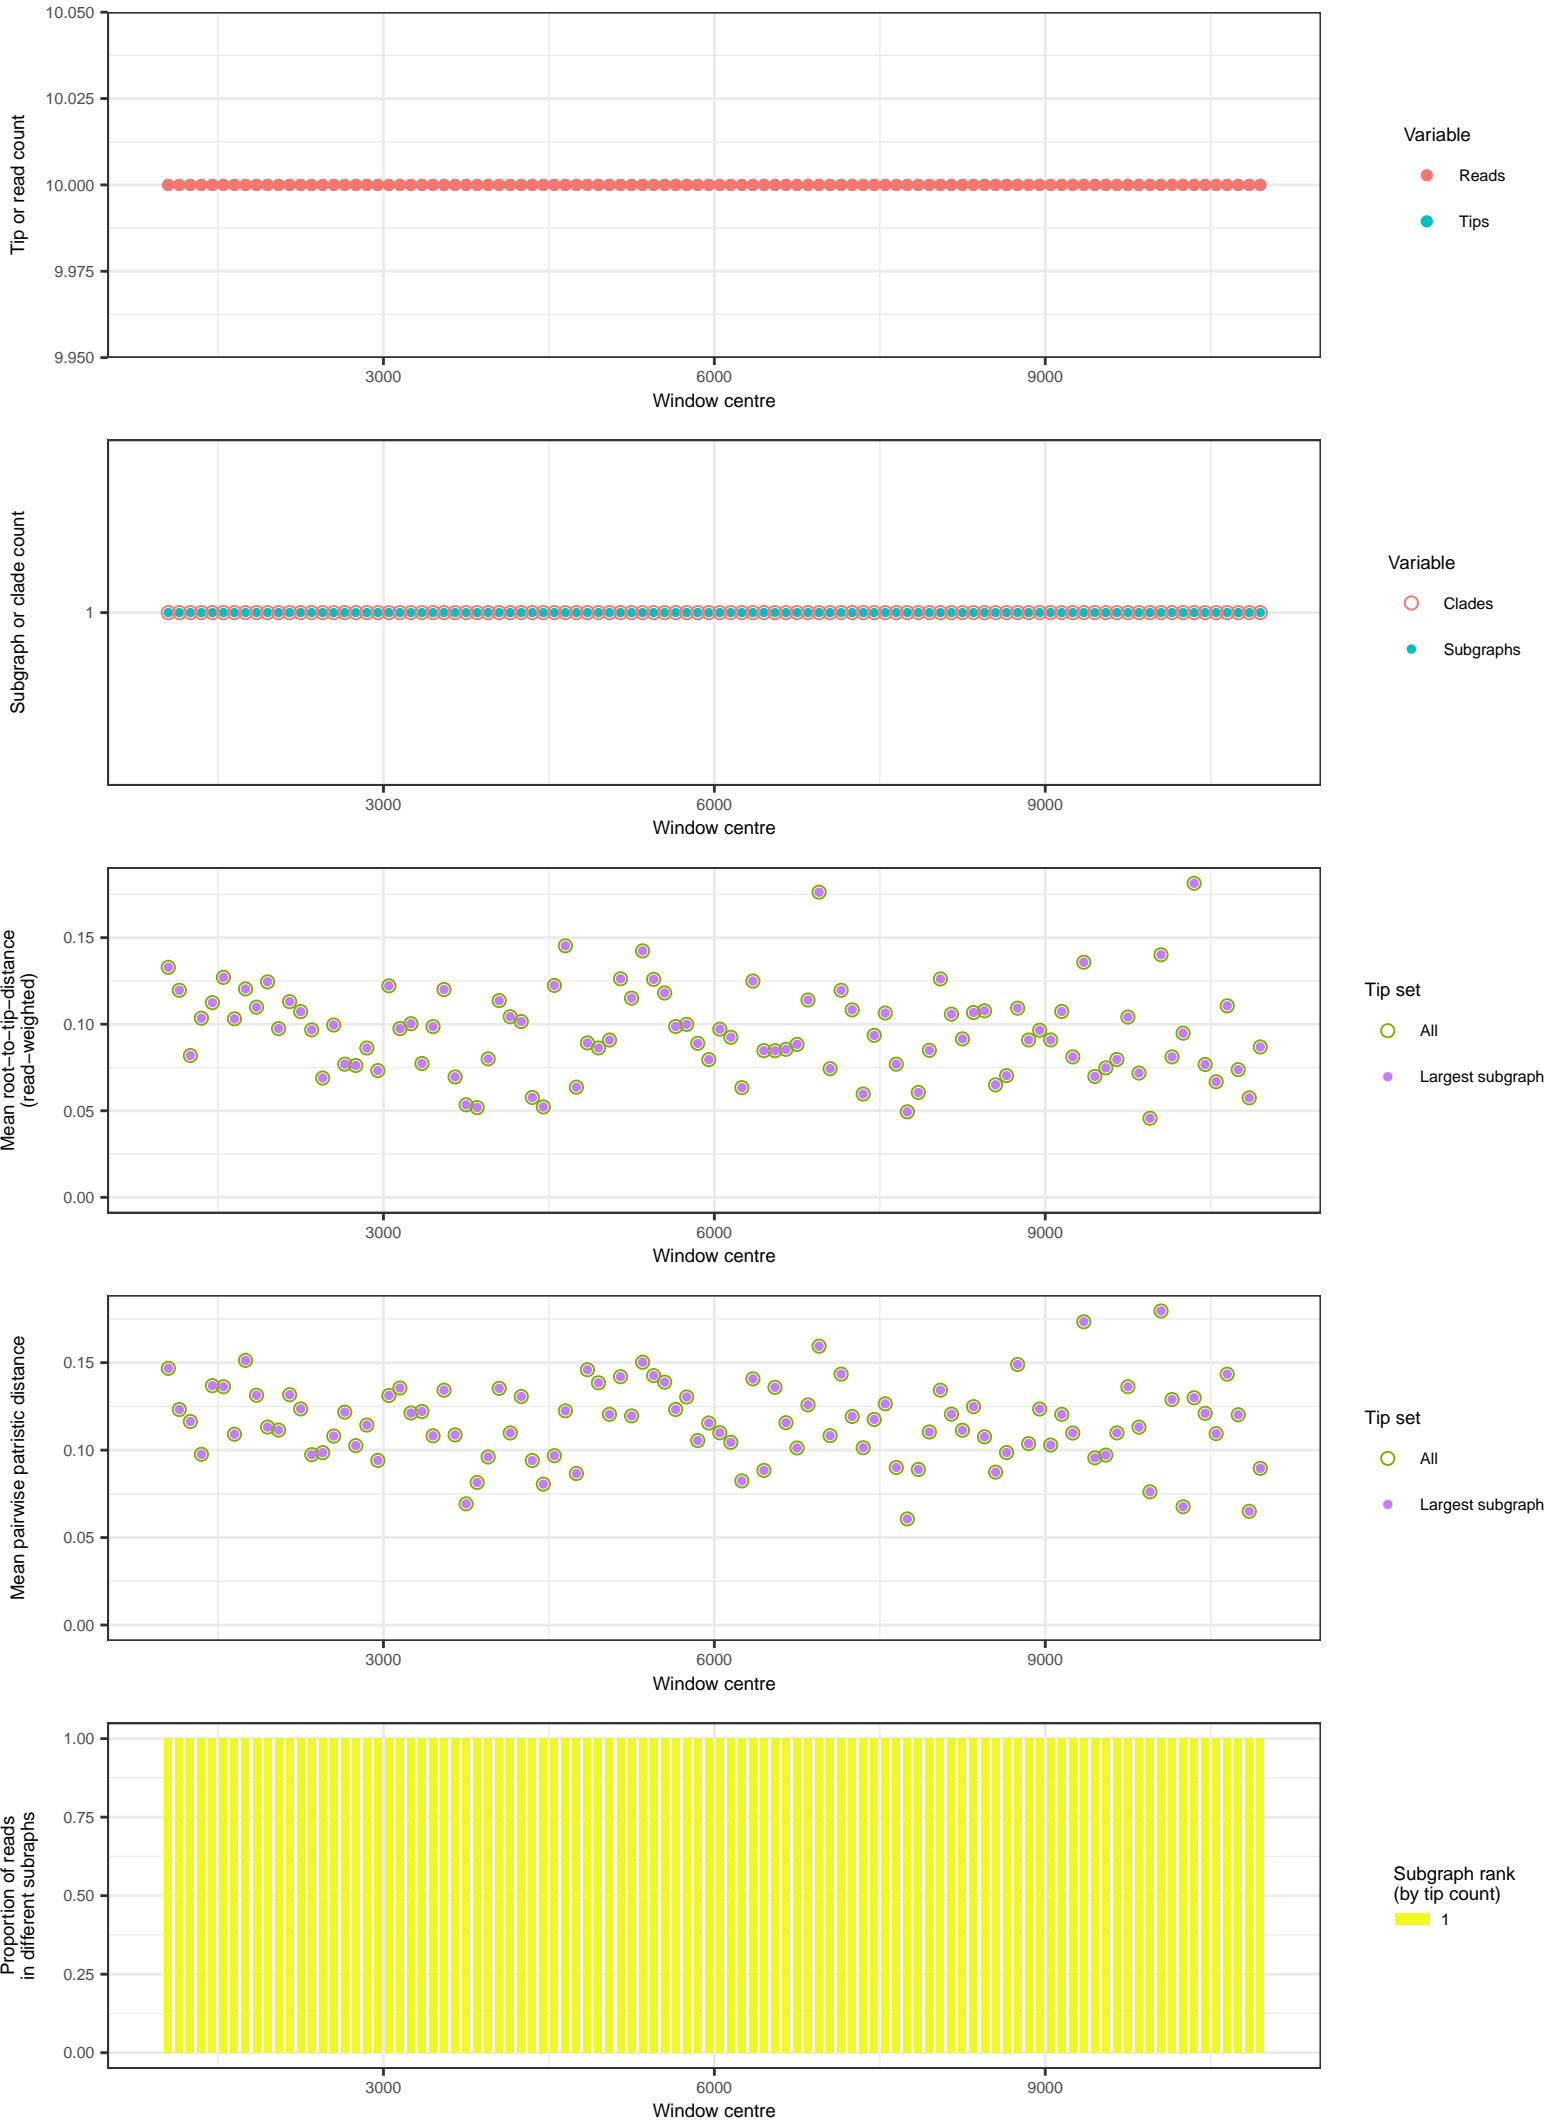 10.050
10.025
10.000
9.975
9.950
Tip or read count
3000
6000
9000
Window centre
Variable
Reads
Tips
1
Subgraph or clade count
3000
6000
9000
Window centre
Variable
Clades
Subgraphs
0.15
0.10
0.05
0.00
Mean root−to−tip−distance
(read−weighted)
3000
6000
9000
Window centre
Tip set
All
Largest subgraph
0.15
0.10
0.05
0.00
Mean pairwise patristic distance
3000
6000
9000
Window centre
Tip set
All
Largest subgraph
1.00
0.75
0.50
0.25
0.00
Proportion of reads
in different subraphs
3000
6000
9000
Window centre
Subgraph rank
(by tip count)
1